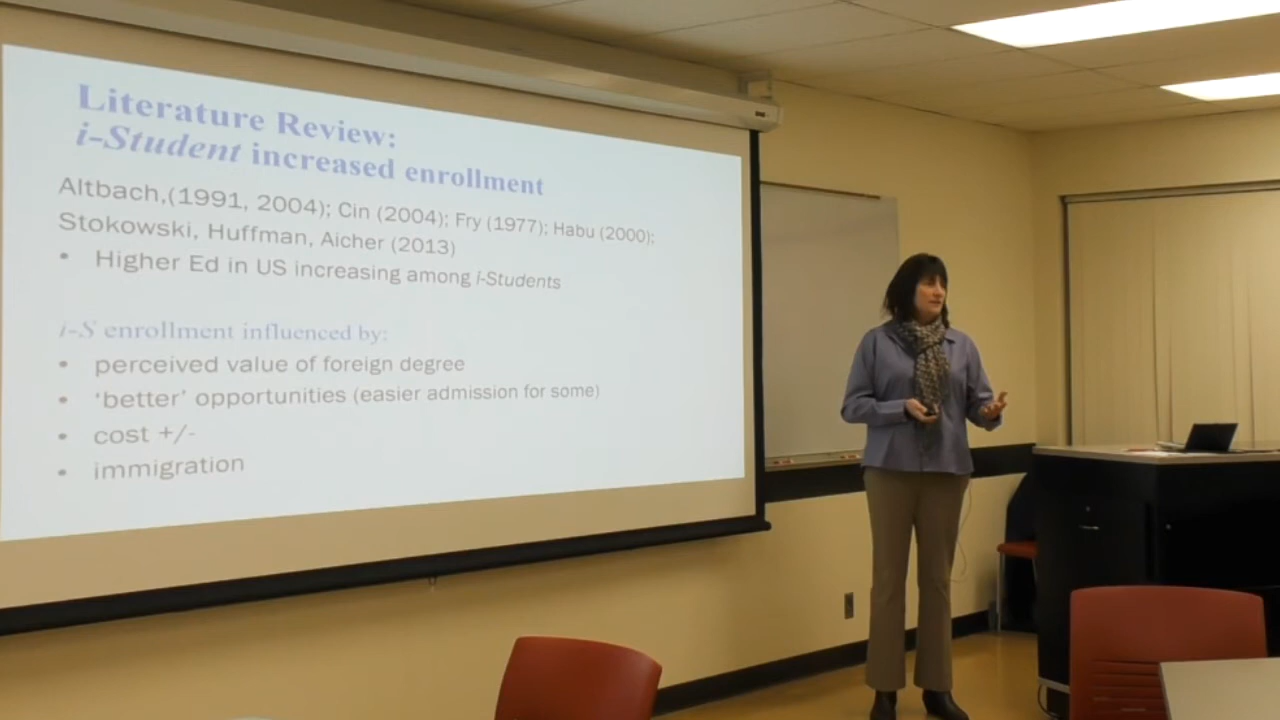 Literature Review:
i-Student increased enrollment
Altbach,(1991, 2004); Cin (2004); Fry (1977); Habu (2000);
Stokowski, Huffman, Aicher (2013)
• Higher Ed in US increasing among i-Students
i-S enrollment influenced by:
• perceived value of foreign degree
• ‘better’ opportunities (easier admission for some)
• cost +/-
• immigration